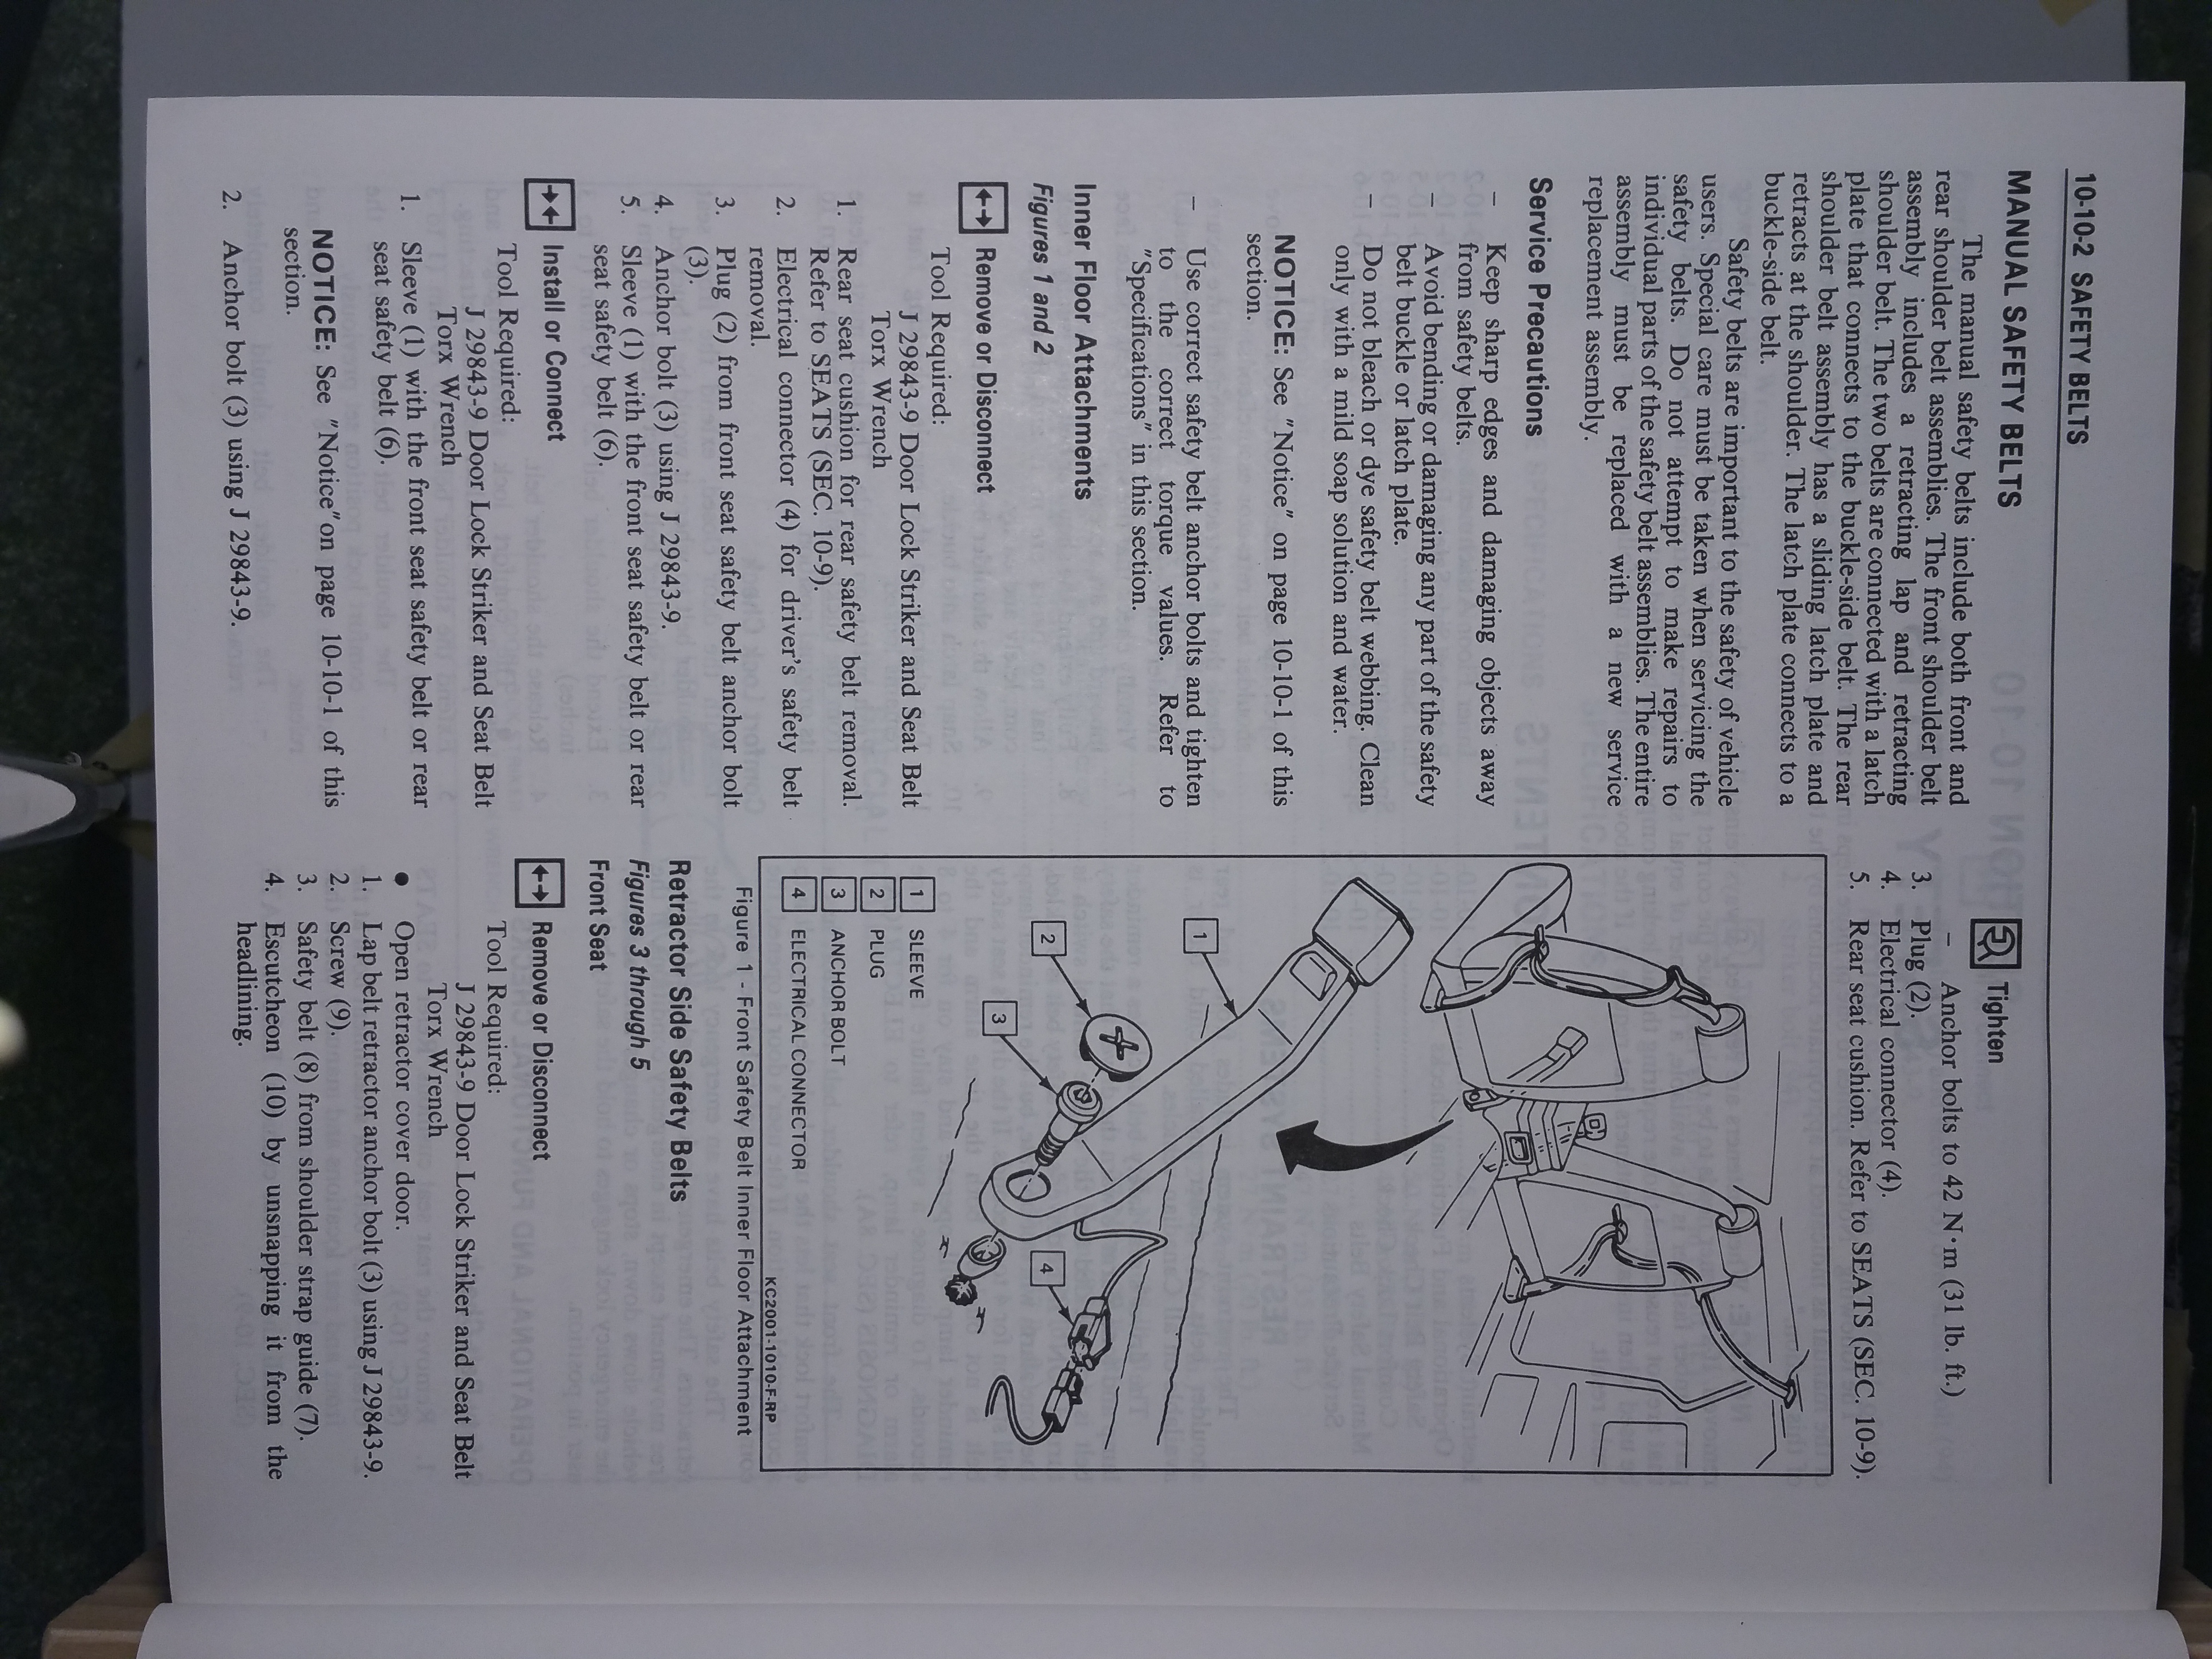 10-10-2 SAFETY BELTS
MANUAL SAFETY BELTS
The manual safety belts include both front and
rear shoulder belt assemblies. The front shoulder belt
assembly includes a retracting lap and retracting
shoulder belt. The two belts are connected with a latch
plate that connects to the buckle-side belt. The rear
shoulder belt assembly has a sliding latch plate and
retracts at the shoulder. The latch plate connects to a
buckle-side belt.
Safety belts are important to the safety of vehicle
users. Special care must be taken when servicing the
safety belts. Do not attempt to make repairs to
individual parts of the safety belt assemblies. The entire
assembly must be replaced with a new service
replacement assembly.
Service Precautions
– Keep sharp edges and damaging objects away
from safety belts.
– Avoid bending or damaging any part of the safety
belt buckle or latch plate.
– Do not bleach or dye safety belt webbing. Clean
only with a mild soap solution and water.
NOTICE: See "Notice" on page 10-10-1 of this
section.
– Use correct safety belt anchor bolts and tighten
to the correct torque values. Refer to
"Specifications" in this section.
Inner Floor Attachments
Figures 1 and 2
Remove or Disconnect
Tool Required:
J 29843-9 Door Lock Striker and Seat Belt
Torx Wrench
1. Rear seat cushion for rear safety belt removal.
Refer to SEATS (SEC. 10-9).
2. Electrical connector (4) for driver's safety belt
removal.
3. Plug (2) from front seat safety belt anchor bolt
(3).
4. Anchor bolt (3) using J 29843-9.
5. Sleeve (1) with the front seat safety belt or rear
seat safety belt (6).
Install or Connect
Tool Required:
J 29843-9 Door Lock Striker and Seat Belt
Torx Wrench
1. Sleeve (1) with the front seat safety belt or rear
seat safety belt (6).
NOTICE: See "Notice"on page 10-10-1 of this
section.
2. Anchor bolt (3) using J 29843-9.
Tighten
– Anchor bolts to 42 N·m (31 lb. ft.)
3. Plug (2).
4. Electrical connector (4).
5. Rear seat cushion. Refer to SEATS (SEC. 10-9).
1
2
3
4
1 SLEEVE
2 PLUG
3 ANCHOR BOLT
4 ELECTRICAL CONNECTOR
KC2001-1010-F-RP
Figure 1 - Front Safety Belt Inner Floor Attachment
Retractor Side Safety Belts
Figures 3 through 5
Front Seat
Remove or Disconnect
Tool Required:
J 29843-9 Door Lock Striker and Seat Belt
Torx Wrench
● Open retractor cover door.
1. Lap belt retractor anchor bolt (3) using J 29843-9.
2. Screw (9).
3. Safety belt (8) from shoulder strap guide (7).
4. Escutcheon (10) by unsnapping it from the
headlining.